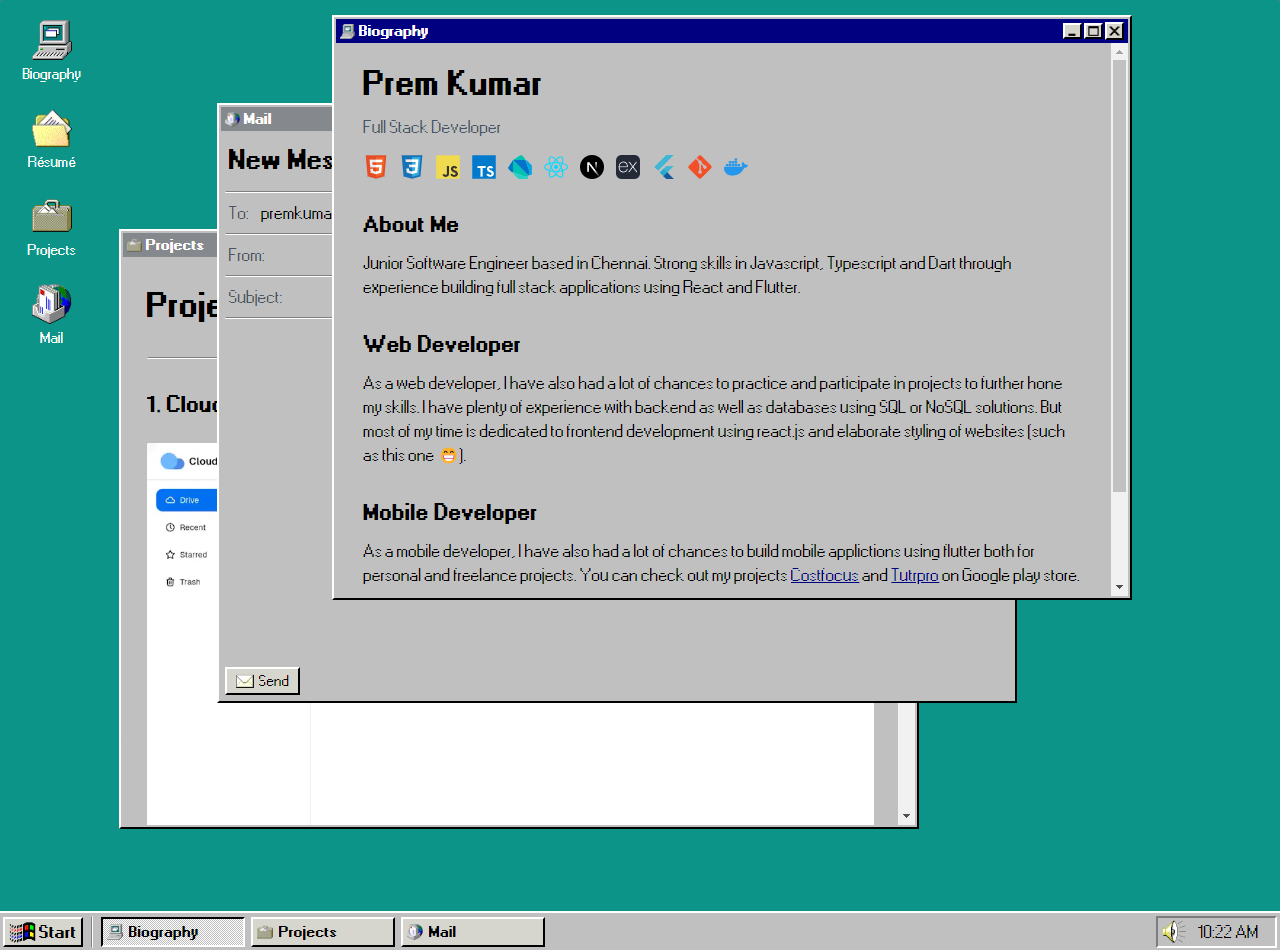 Biography
Résumé
Projects
Mail
Biography
Prem Kumar
Full Stack Developer
JS
TS
N
ex
About Me
Junior Software Engineer based in Chennai. Strong skills in Javascript, Typescript and Dart through
experience building full stack applications using React and Flutter.
Web Developer
As a web developer, I have also had a lot of chances to practice and participate in projects to further hone
my skills. I have plenty of experience with backend as well as databases using SQL or NoSQL solutions. But
most of my time is dedicated to frontend development using react.js and elaborate styling of websites (such
as this one 😁).
Mobile Developer
As a mobile developer, I have also had a lot of chances to build mobile applictions using flutter both for
personal and freelance projects. You can check out my projects Costfocus and Tutrpro on Google play store.
Mail
New Mes
To: premkuma
From:
Subject:
Send
Projects
Proje
1. Cloud
Cloud
Drive
Recent
Starred
Trash
Start
Biography
Projects
Mail
10:22 AM